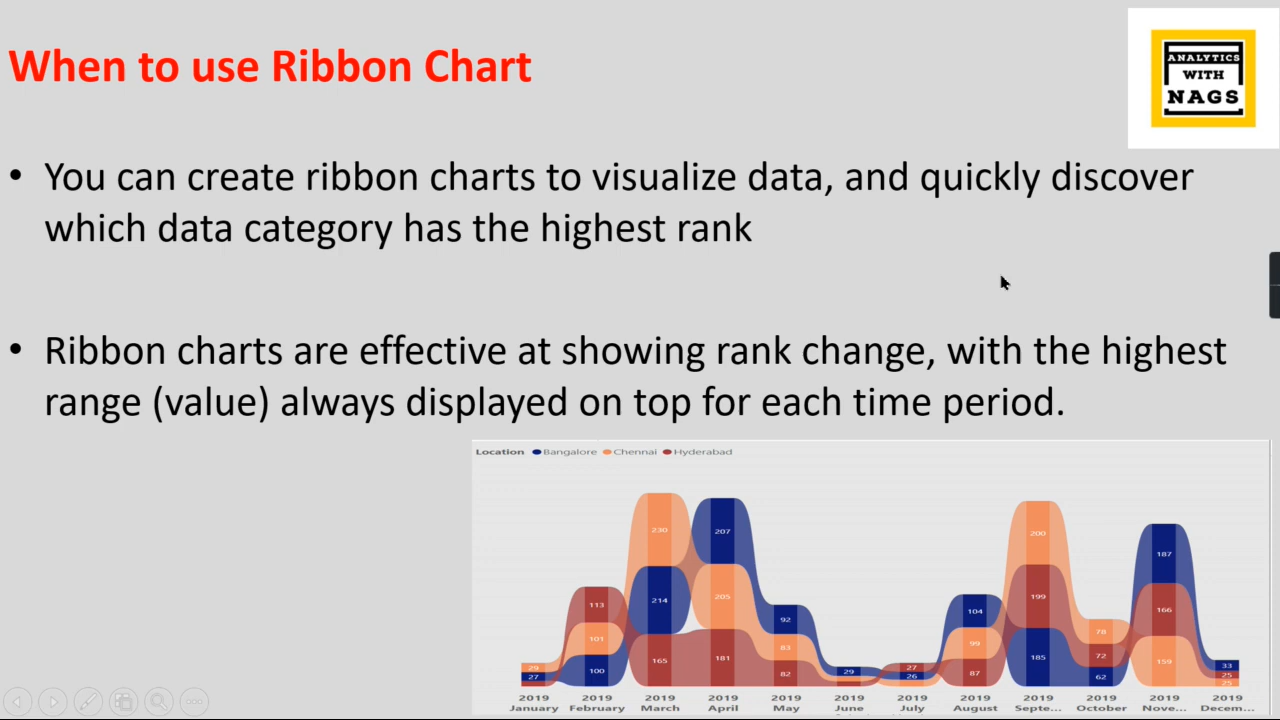 When to use Ribbon Chart
ANALYTICS
WITH
NAGS
• You can create ribbon charts to visualize data, and quickly discover
which data category has the highest rank
• Ribbon charts are effective at showing rank change, with the highest
range (value) always displayed on top for each time period.
Location Bangalore Chennai Hyderabad
29
27
113
101
100
230
214
165
207
205
181
92
83
82
29
27
26
104
99
87
200
199
185
78
72
62
187
166
159
33
25
25
2019 2019 2019 2019 2019 2019 2019 2019 2019 2019 2019 2019
January February March April May June July August Septe... October Nove... Decem...